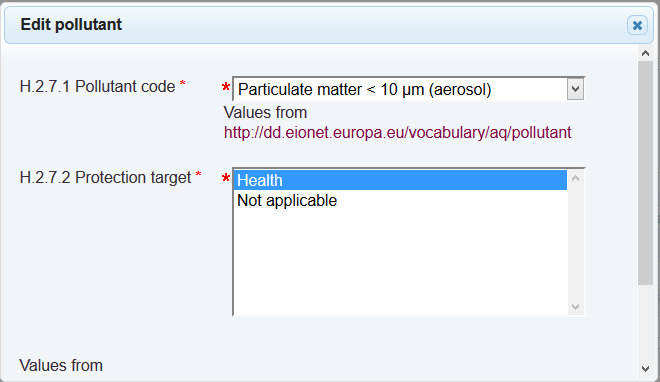 Edit pollutant
H.2.7.1 Pollutant code * * Particulate matter < 10 µm (aerosol)
Values from
http://dd.eionet.europa.eu/vocabulary/aq/pollutant
H.2.7.2 Protection target * * Health
Not applicable
Values from